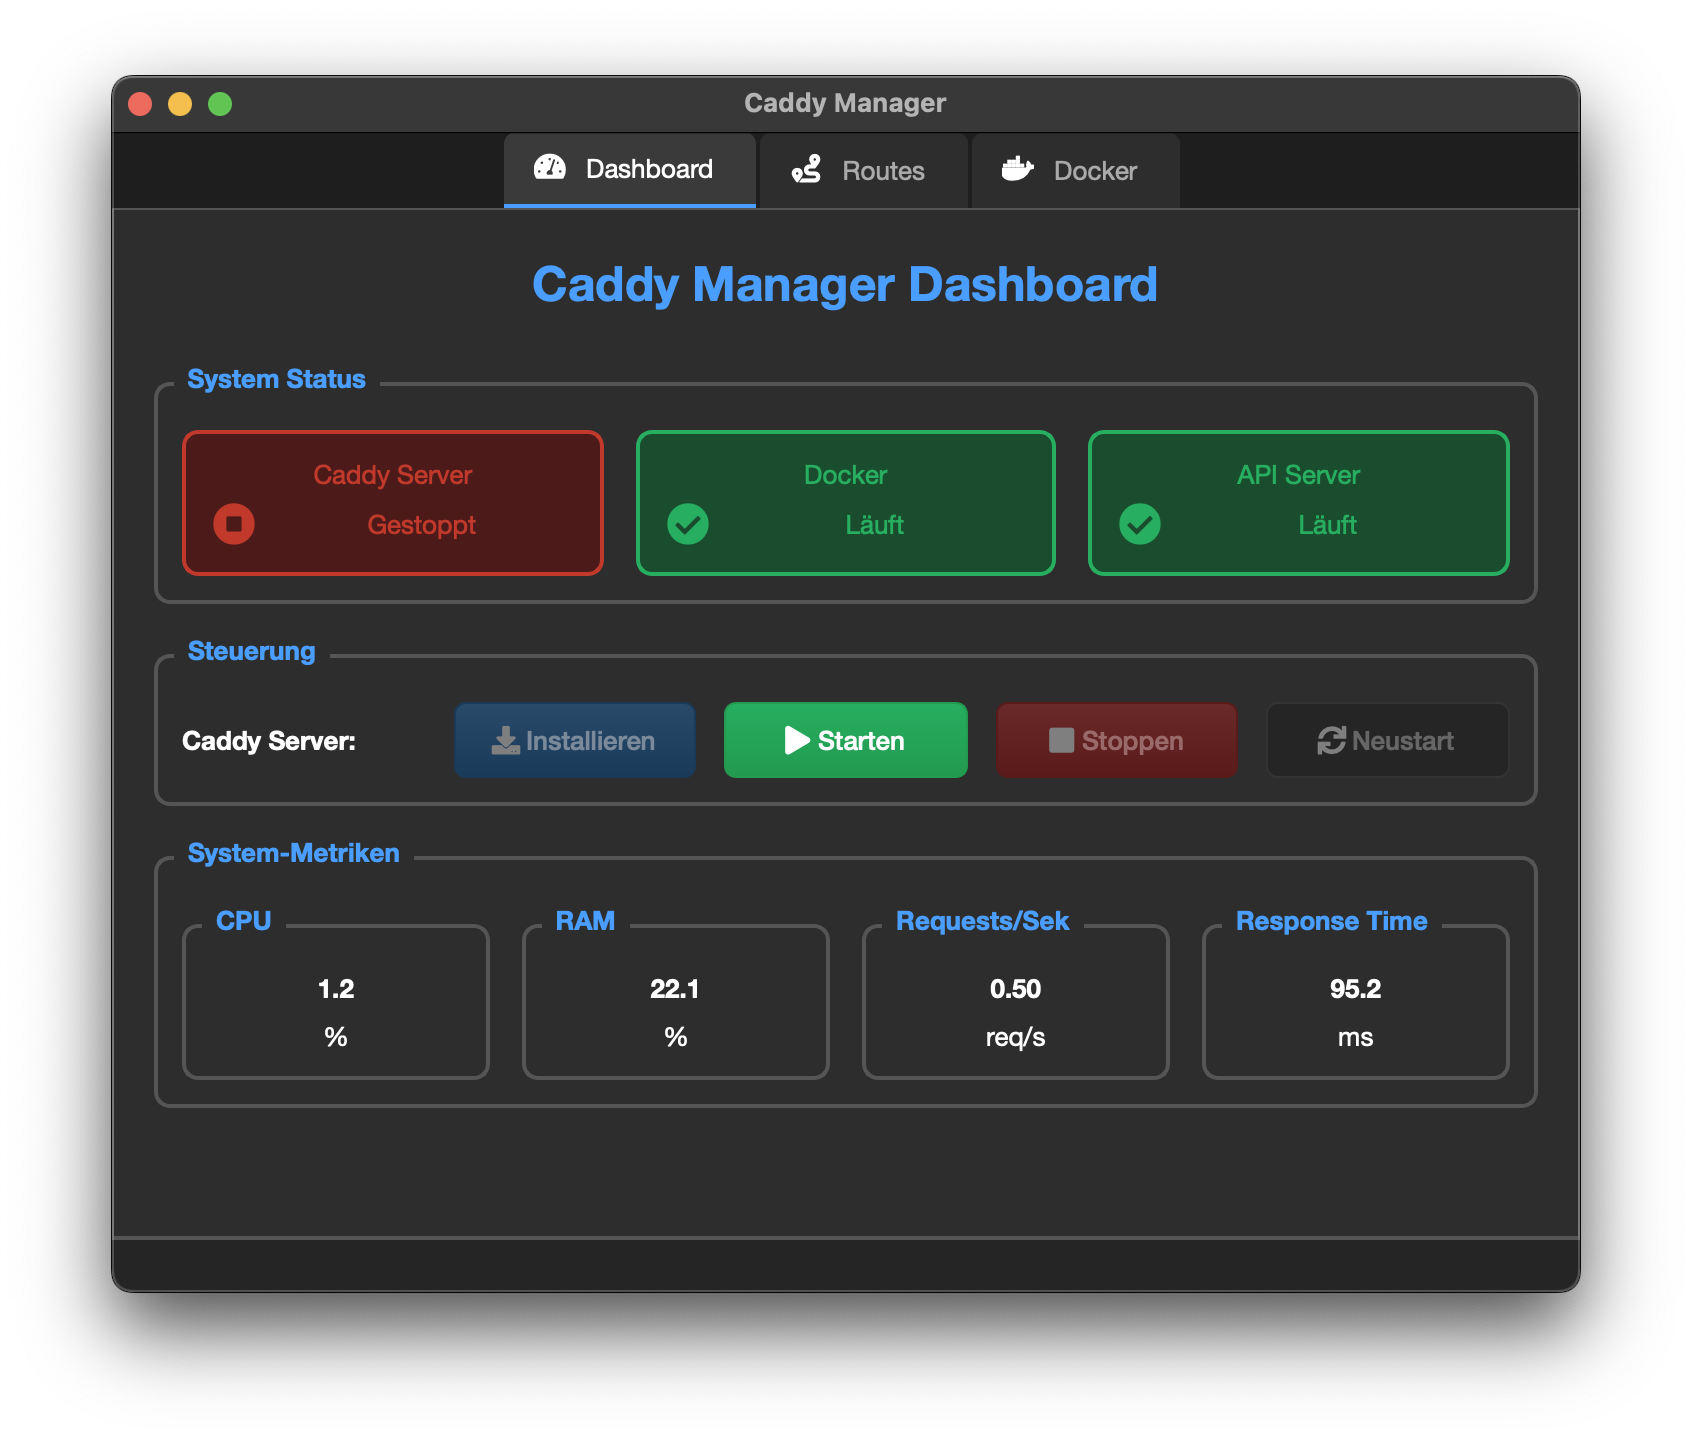 Caddy Manager
Dashboard
Routes
Docker
Caddy Manager Dashboard
System Status
Caddy Server
Gestoppt
Docker
Läuft
API Server
Läuft
Steuerung
Caddy Server:
Installieren
Starten
Stoppen
Neustart
System-Metriken
CPU
1.2
%
RAM
22.1
%
Requests/Sek
0.50
req/s
Response Time
95.2
ms